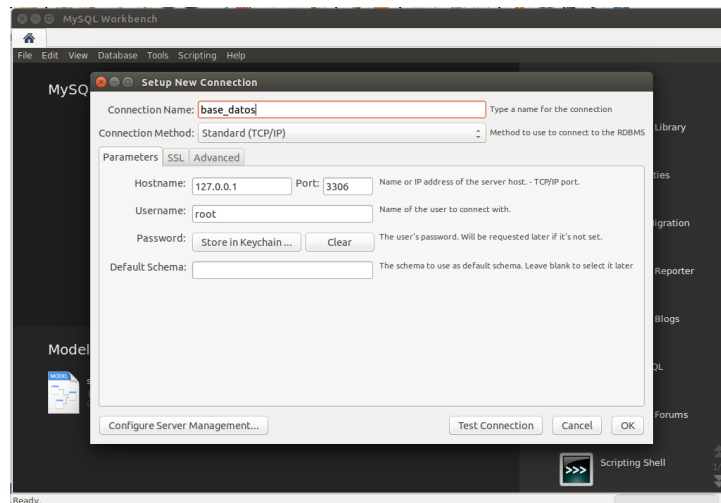 MySQL Workbench
File Edit View Database Tools Scripting Help
MySQ
Setup New Connection
Connection Name: base_datos Type a name for the connection
Connection Method: Standard (TCP/IP) Method to use to connect to the RDBMS
Parameters SSL Advanced
Hostname: 127.0.0.1 Port: 3306 Name or IP address of the server host. - TCP/IP port.
Username: root Name of the user to connect with.
Password: Store in Keychain ... Clear The user's password. Will be requested later if it's not set.
Default Schema: The schema to use as default schema. Leave blank to select it later
Library
ties
igration
Reporter
Blogs
Model
MODEL
QL
Forums
Configure Server Management... Test Connection Cancel OK
>>> Scripting Shell
Ready